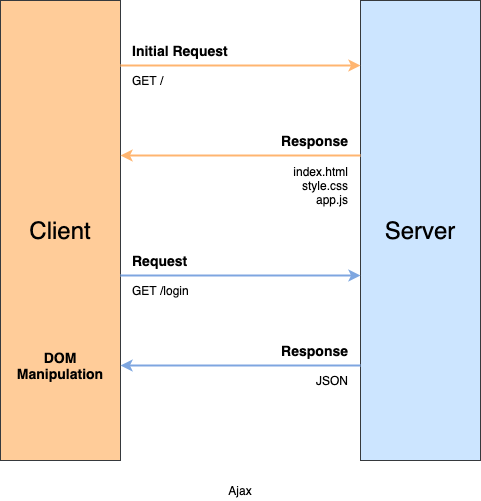 Initial Request
GET /
Response
index.html
style.css
app.js
Client
Server
Request
GET /login
Response
DOM
Manipulation
JSON
Ajax